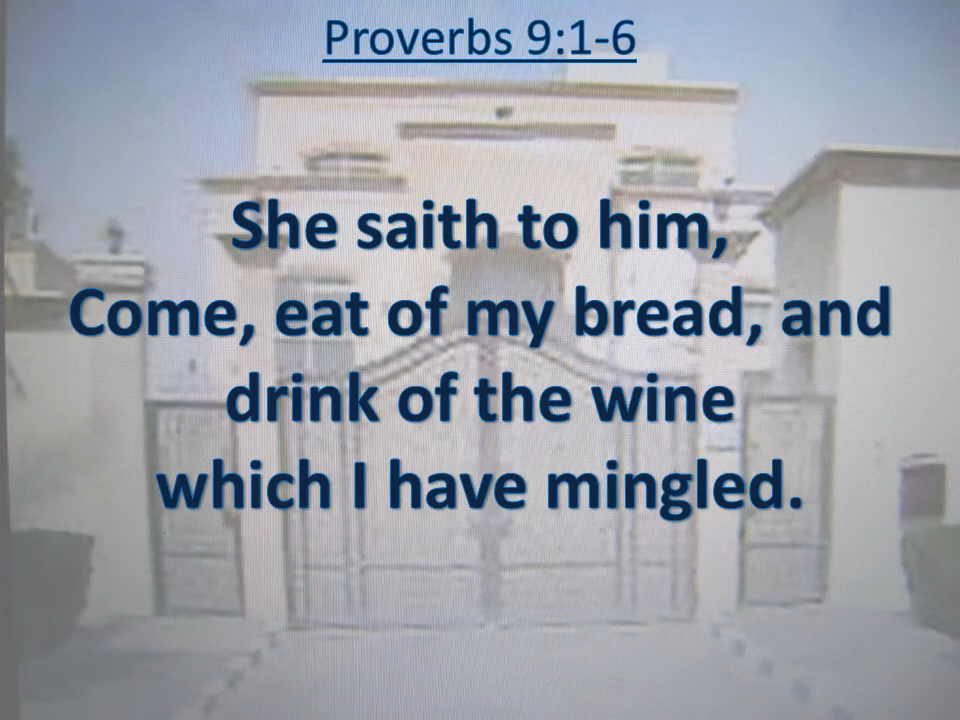 Proverbs 9:1-6
She saith to him,
Come, eat of my bread, and
drink of the wine
which I have mingled.